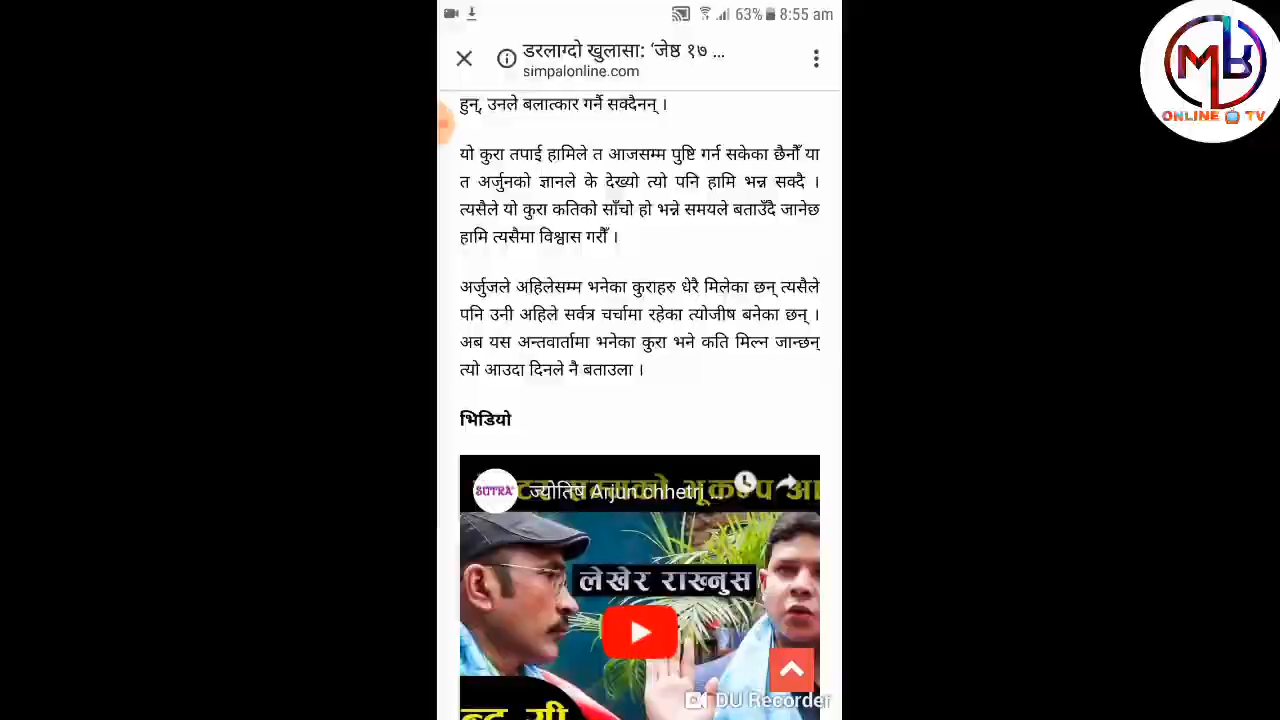 63% 8:55 am
डरलाग्दो खुलासा: ‘जेष्ठ १७ ...
simpalonline.com
MR
ONLINE TV
हुन्, उनले बलात्कार गर्नै सक्दैनन् ।
यो कुरा तपाई हामिले त आजसम्म पुष्टि गर्न सकेका छैनौँ या
त अर्जुनको ज्ञानले के देख्यो त्यो पनि हामि भन्न सक्दै ।
त्यसैले यो कुरा कतिको साँचो हो भन्ने समयले बताउँदै जानेछ
हामि त्यसैमा विश्वास गरौँ ।
अर्जुजले अहिलेसम्म भनेका कुराहरु धेरै मिलेका छन् त्यसैले
पनि उनी अहिले सर्वत्र चर्चामा रहेका त्योजीष बनेका छन् ।
अब यस अन्तवार्तामा भनेका कुरा भने कति मिल्न जान्छन्
त्यो आउदा दिनले नै बताउला ।
भिडियो
SUTRA
ज्योतिष Arjun chhetri ...
लेखेर राख्नुस
DU Recorder